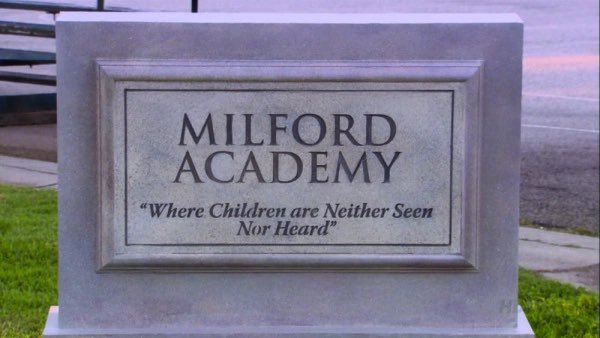 MILFORD
ACADEMY
"Where Children are Neither Seen
Nor Heard"